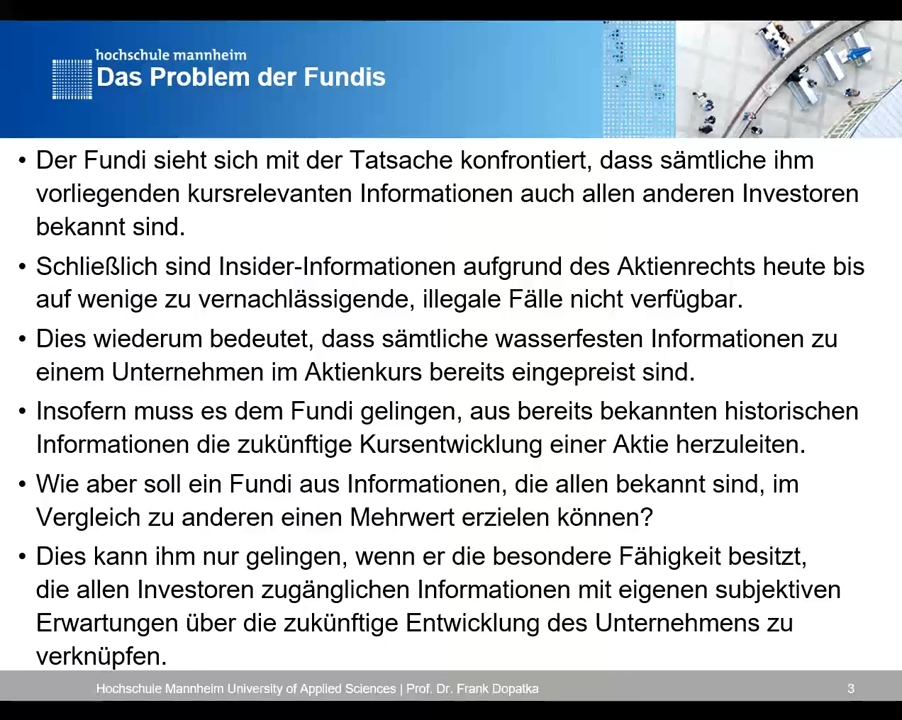 hochschule mannheim
Das Problem der Fundis
• Der Fundi sieht sich mit der Tatsache konfrontiert, dass sämtliche ihm
vorliegenden kursrelevanten Informationen auch allen anderen Investoren
bekannt sind.
• Schließlich sind Insider-Informationen aufgrund des Aktienrechts heute bis
auf wenige zu vernachlässigende, illegale Fälle nicht verfügbar.
• Dies wiederum bedeutet, dass sämtliche wasserfesten Informationen zu
einem Unternehmen im Aktienkurs bereits eingepreist sind.
• Insofern muss es dem Fundi gelingen, aus bereits bekannten historischen
Informationen die zukünftige Kursentwicklung einer Aktie herzuleiten.
• Wie aber soll ein Fundi aus Informationen, die allen bekannt sind, im
Vergleich zu anderen einen Mehrwert erzielen können?
• Dies kann ihm nur gelingen, wenn er die besondere Fähigkeit besitzt,
die allen Investoren zugänglichen Informationen mit eigenen subjektiven
Erwartungen über die zukünftige Entwicklung des Unternehmens zu
verknüpfen.
Hochschule Mannheim University of Applied Sciences | Prof. Dr. Frank Dopatka
3